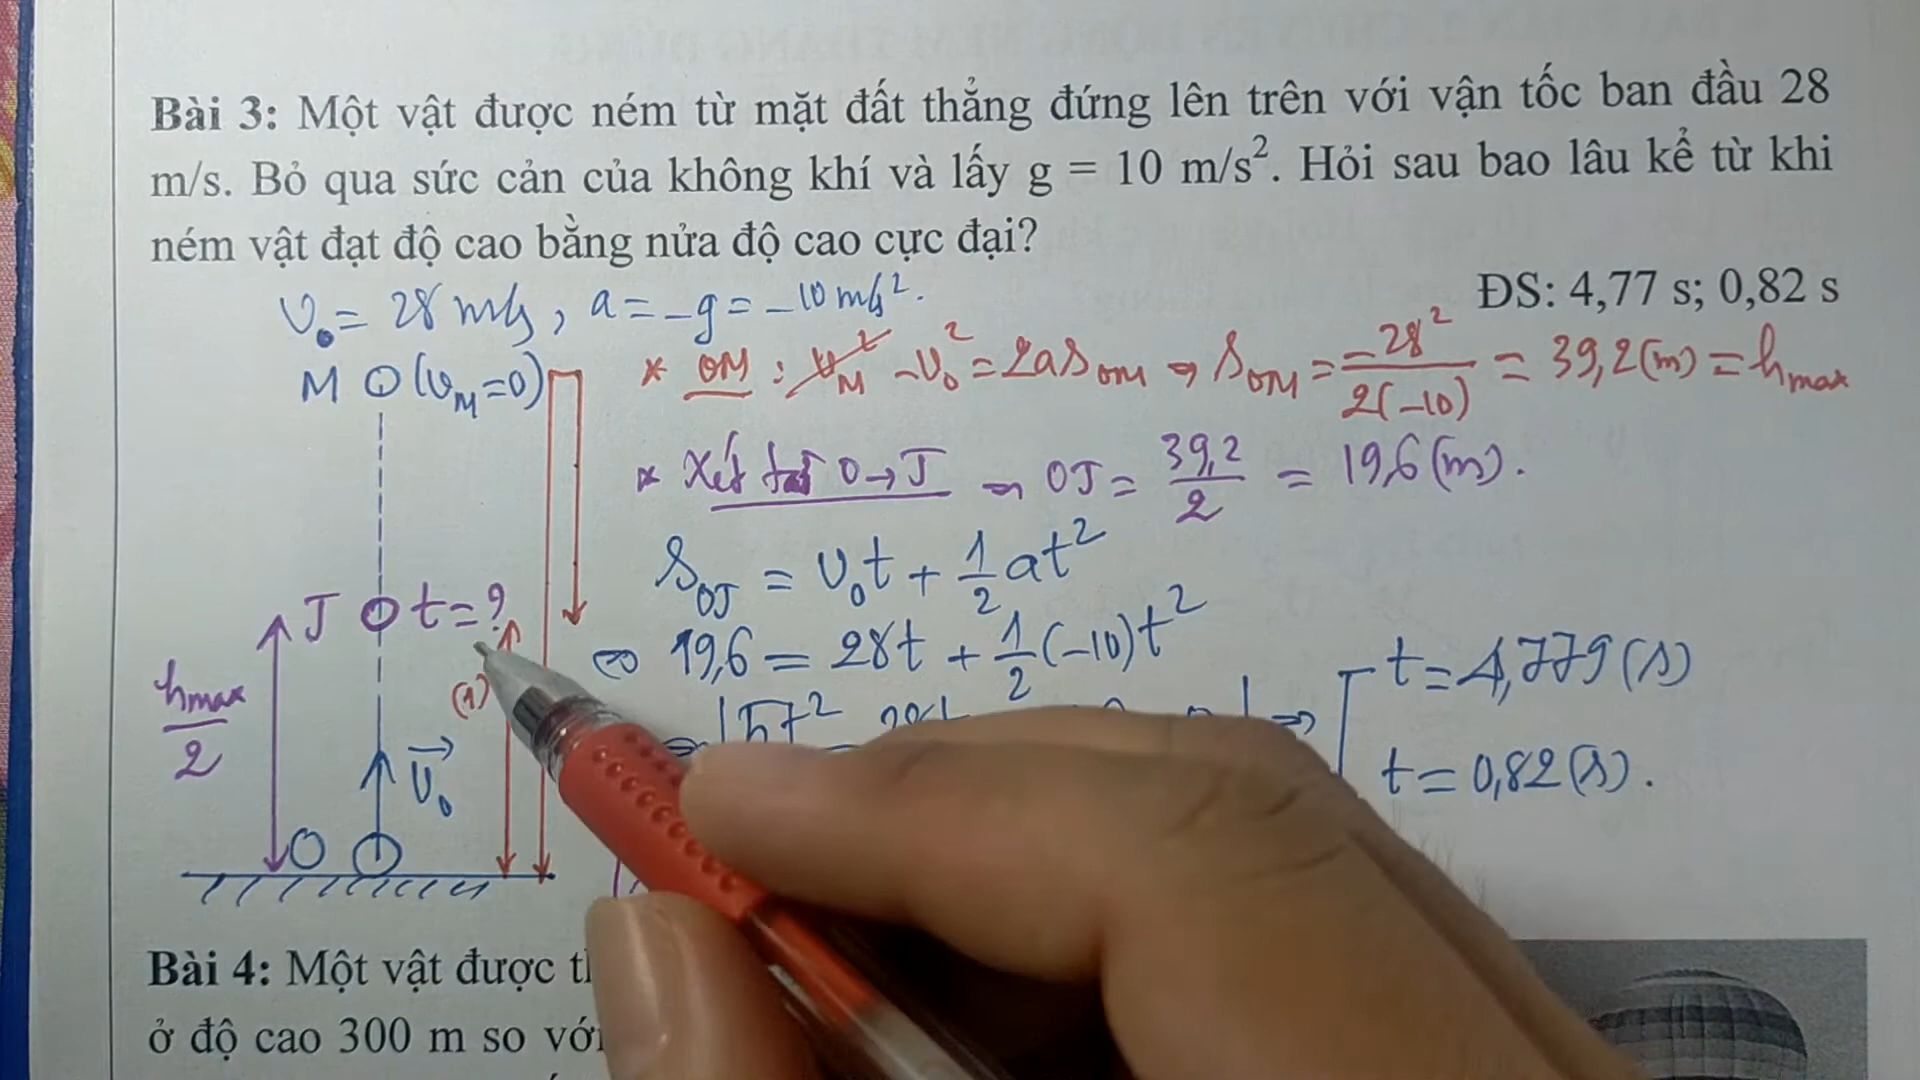 Bài 3: Một vật được ném từ mặt đất thẳng đứng lên trên với vận tốc ban đầu 28
m/s. Bỏ qua sức cản của không khí và lấy g = 10 m/s². Hỏi sau bao lâu kể từ khi
ném vật đạt độ cao bằng nửa độ cao cực đại?
ĐS: 4,77 s; 0,82 s
V₀ = 28 m/s, a = -g = -10 m/s².
M (V_M = 0)
* OM : V_M² - V₀² = 2aS_OM ⇒ S_OM = -28²/2(-10) = 39,2 (m) = h_max
* Xét từ O → J ⇒ OJ = 39,2/2 = 19,6 (m).
S_OJ = V₀t + 1/2 at²
J t = ?
⇔ 19,6 = 28t + 1/2 (-10)t²
h_max/2
(1)
V₀
O
5t²
⇒ t = 4,779 (s)
t = 0,82 (s).
Bài 4: Một vật được
ở độ cao 300 m so với